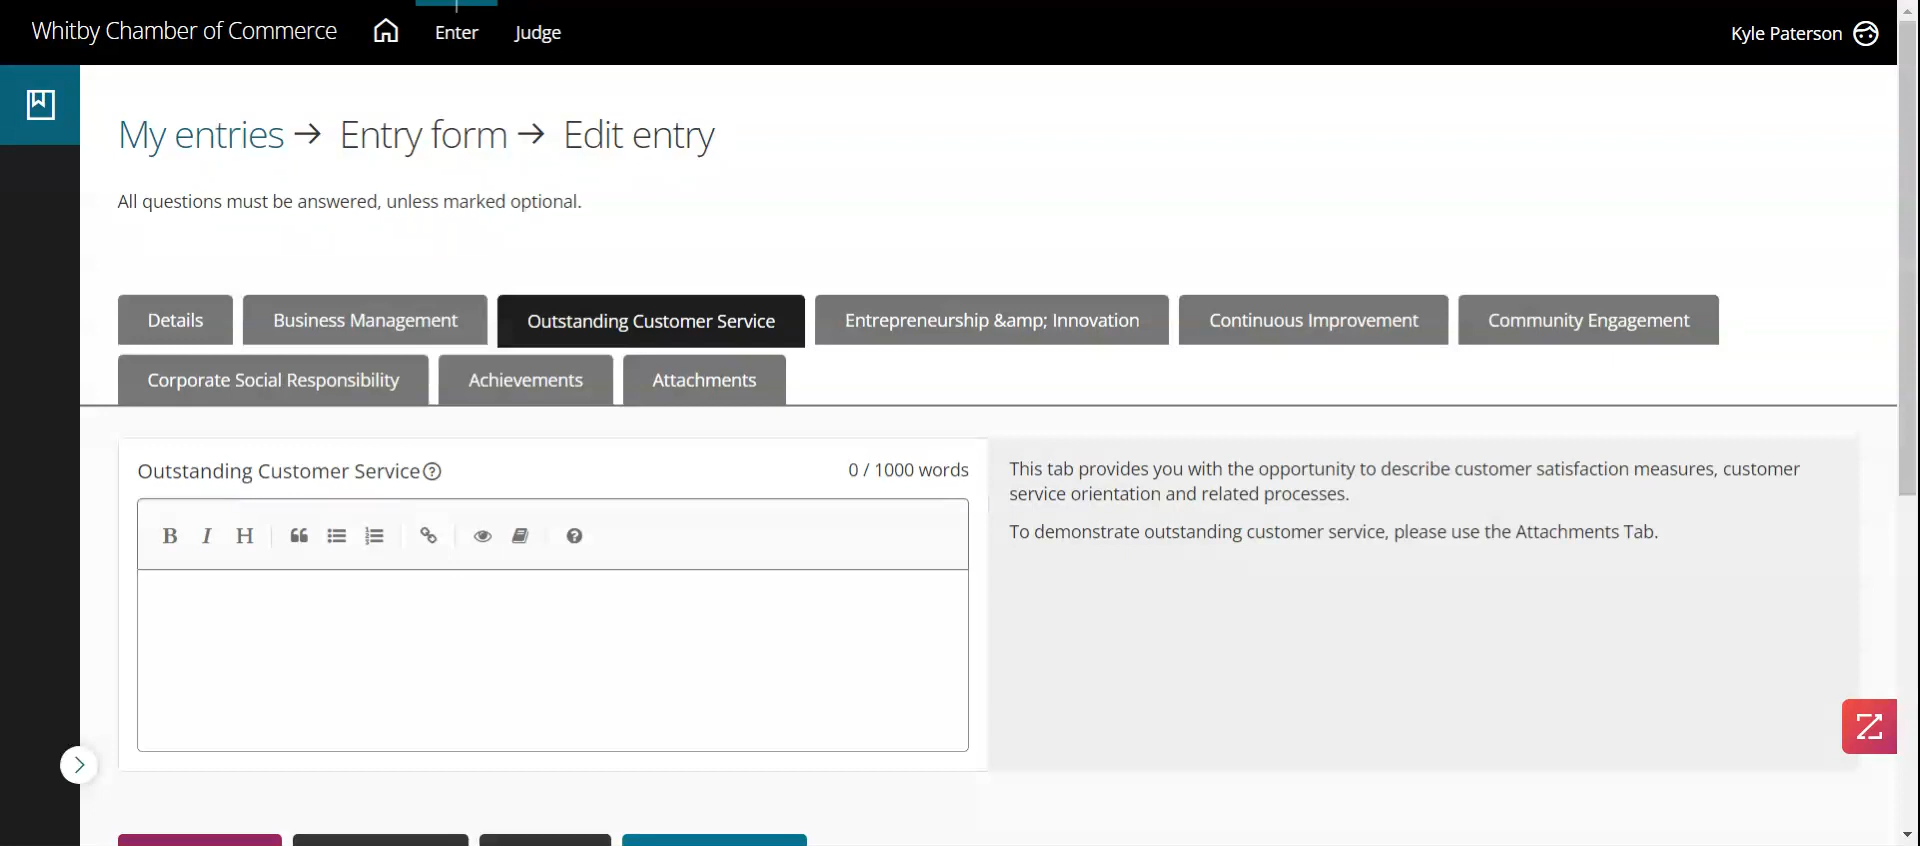 Whitby Chamber of Commerce Enter Judge Kyle Paterson
My entries → Entry form → Edit entry
All questions must be answered, unless marked optional.
Details Business Management Outstanding Customer Service Entrepreneurship &amp; Innovation Continuous Improvement Community Engagement
Corporate Social Responsibility Achievements Attachments
Outstanding Customer Service 0 / 1000 words
B I H
This tab provides you with the opportunity to describe customer satisfaction measures, customer
service orientation and related processes.
To demonstrate outstanding customer service, please use the Attachments Tab.